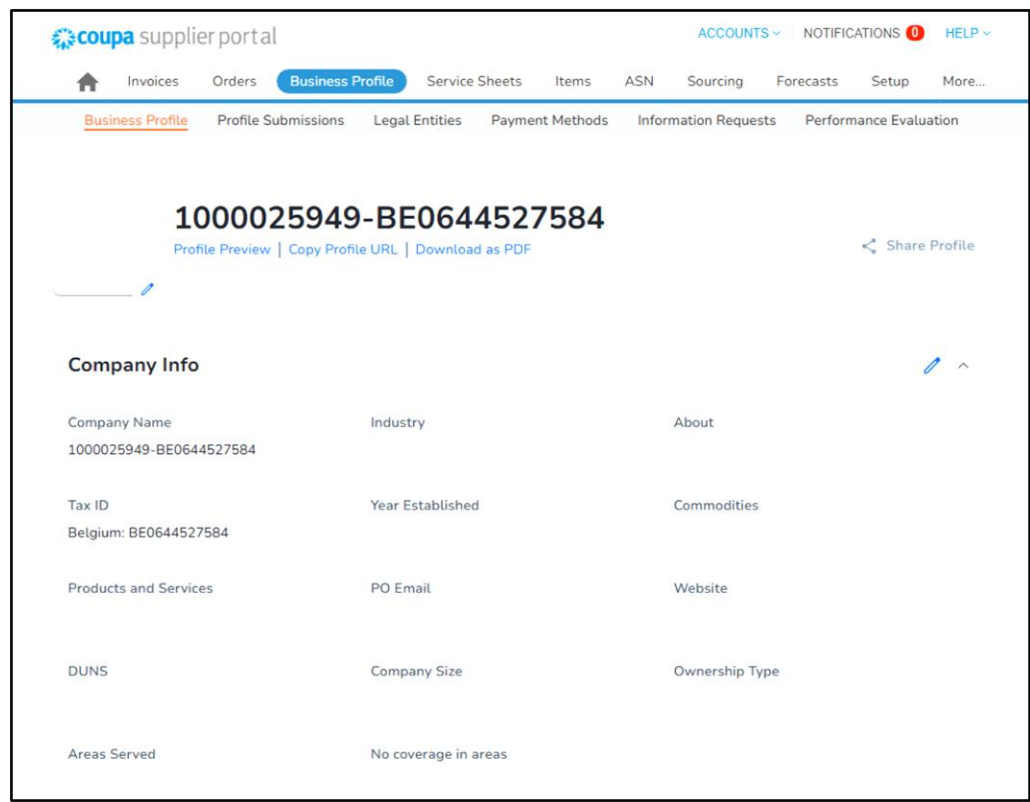 coupa supplier portal ACCOUNTS NOTIFICATIONS 0 HELP
Invoices Orders Business Profile Service Sheets Items ASN Sourcing Forecasts Setup More...
Business Profile Profile Submissions Legal Entities Payment Methods Information Requests Performance Evaluation
1000025949-BE0644527584
Profile Preview | Copy Profile URL | Download as PDF Share Profile
Company Info
Company Name Industry About
1000025949-BE0644527584
Tax ID Year Established Commodities
Belgium: BE0644527584
Products and Services PO Email Website
DUNS Company Size Ownership Type
Areas Served No coverage in areas